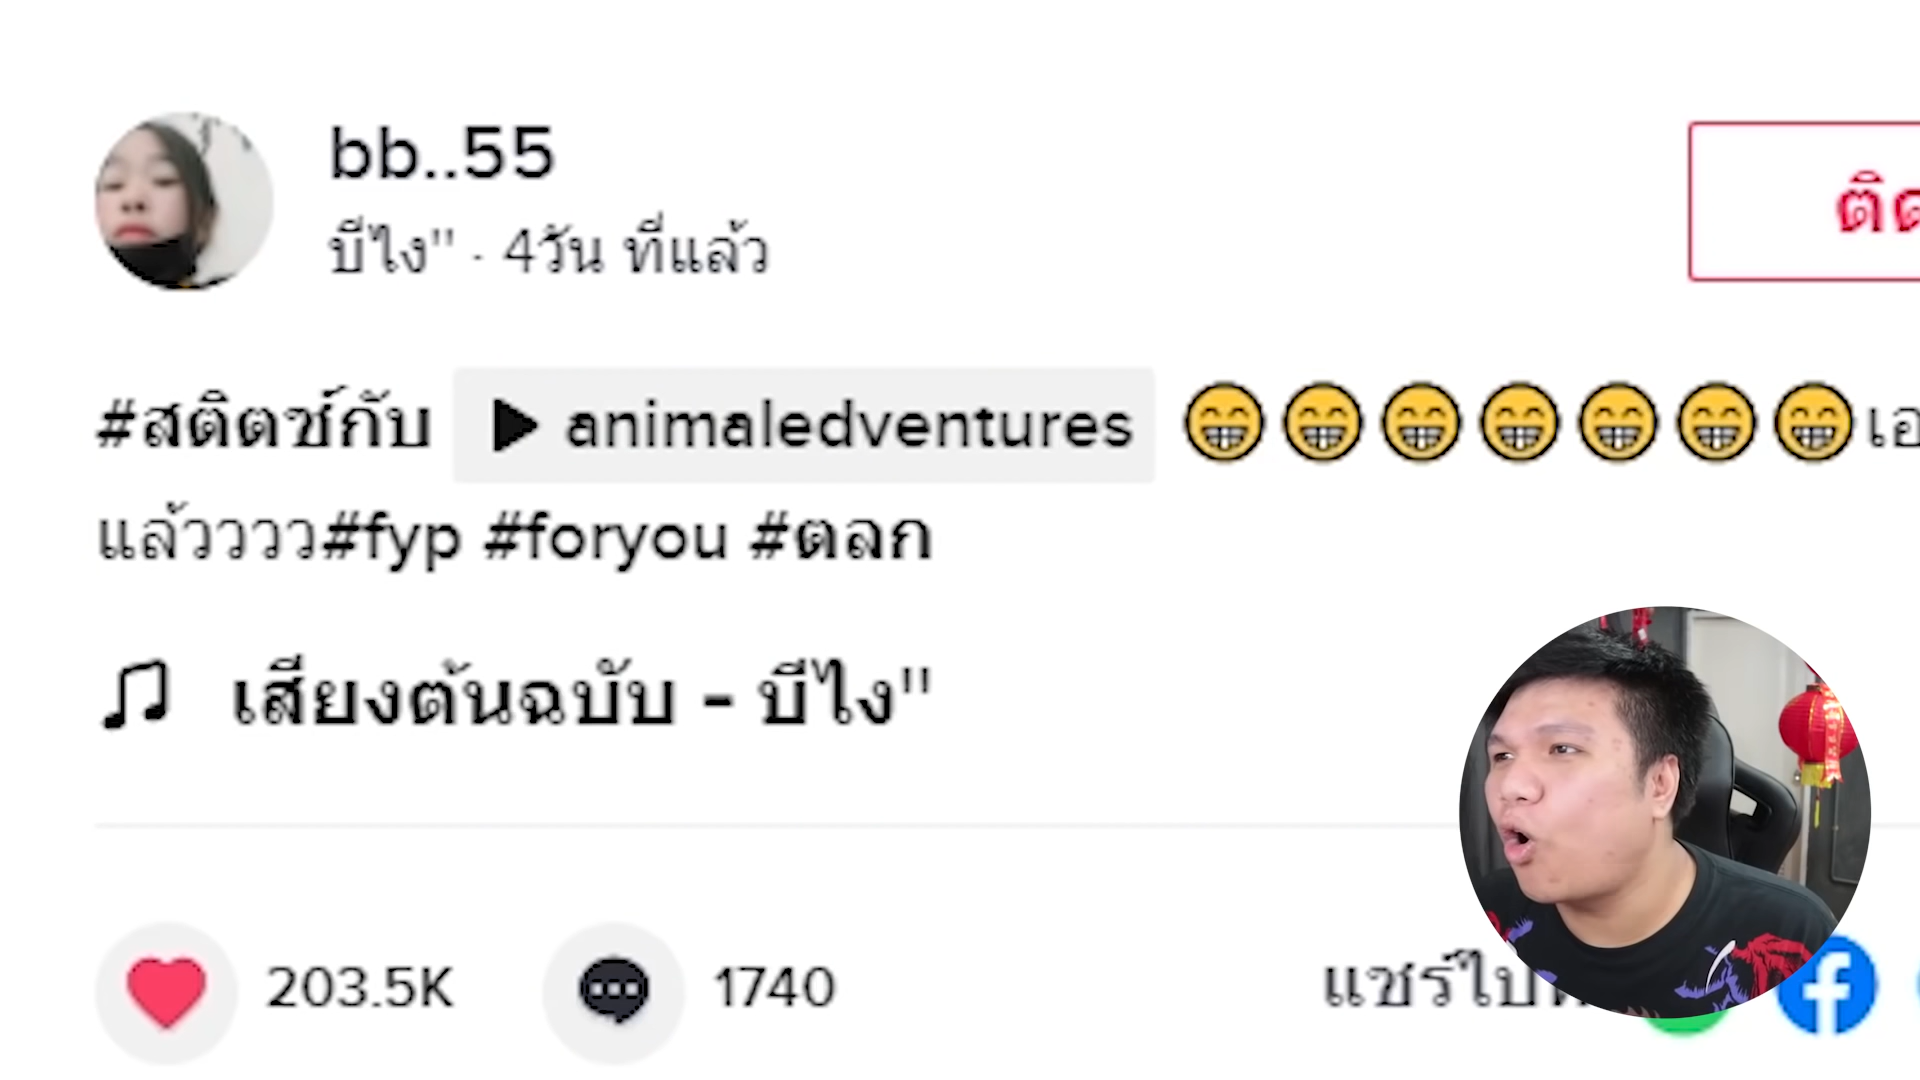 bb..55
บีไง" · 4วัน ที่แล้ว
#สติตช์กับ ▶ animaledventures 😁😁😁😁😁😁😁
แล้วววว#fyp #foryou #ตลก
♫ เสียงต้นฉบับ - บีไง"
203.5K 1740 แชร์ไป